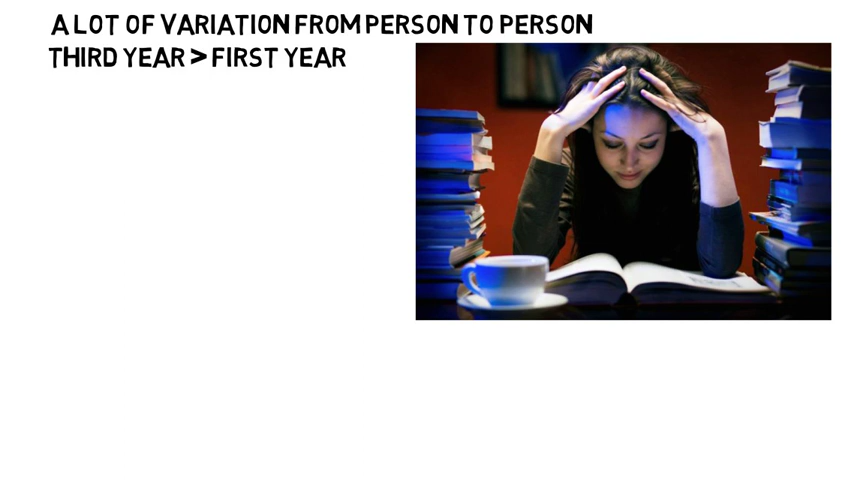 A LOT OF VARIATION FROM PERSON TO PERSON
THIRD YEAR > FIRST YEAR